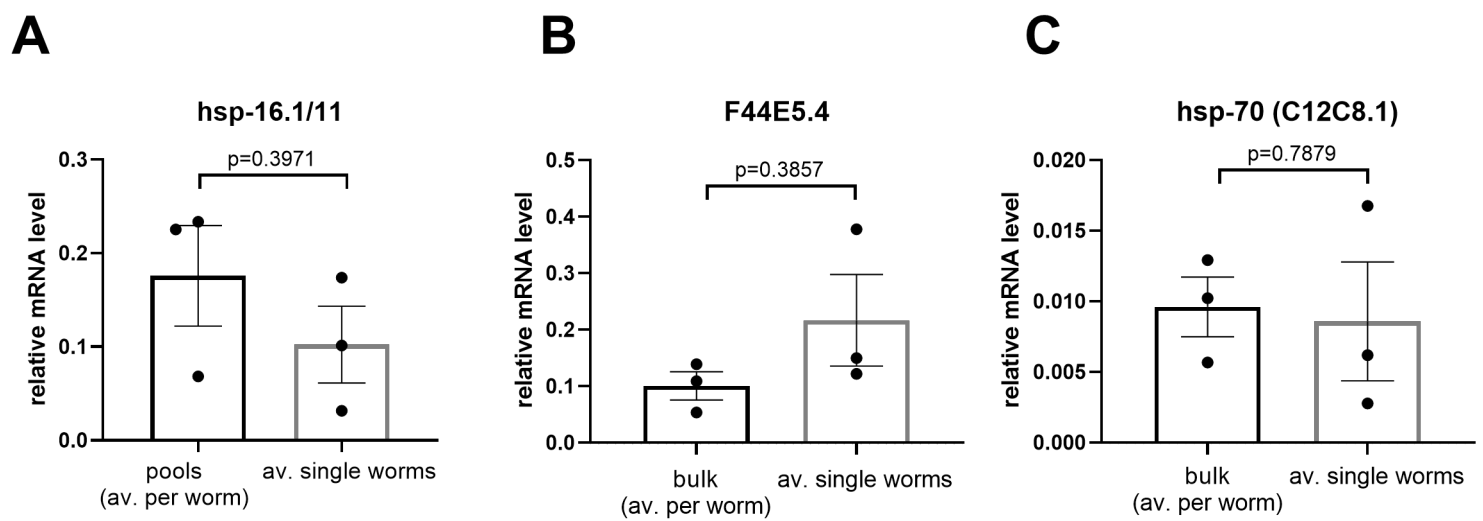 A
hsp-16.1/11
p=0.3971
relative mRNA level
0.3
0.2
0.1
0.0
pools
(av. per worm)
av. single worms
B
F44E5.4
p=0.3857
relative mRNA level
0.5
0.4
0.3
0.2
0.1
0.0
bulk
(av. per worm)
av. single worms
C
hsp-70 (C12C8.1)
p=0.7879
relative mRNA level
0.020
0.015
0.010
0.005
0.000
bulk
(av. per worm)
av. single worms